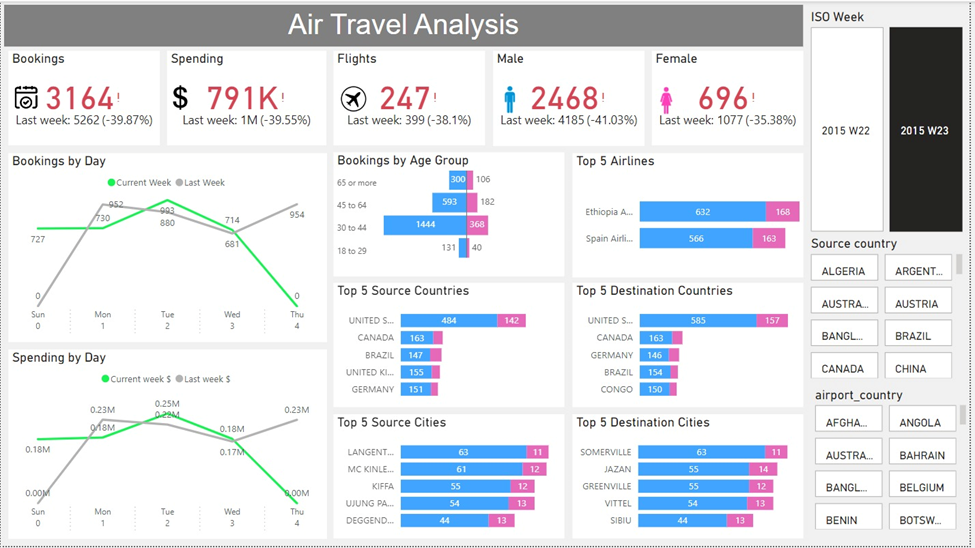 Air Travel Analysis
ISO Week
2015 W22
2015 W23
Bookings
3164!
Last week: 5262 (-39.87%)
Spending
$ 791K!
Last week: 1M (-39.55%)
Flights
247!
Last week: 399 (-38.1%)
Male
2468!
Last week: 4185 (-41.03%)
Female
696!
Last week: 1077 (-35.38%)
Bookings by Day
Current Week Last Week
727
0
952
730
993
880
714
681
954
0
Sun Mon Tue Wed Thu
0 1 2 3 4
Spending by Day
Current week $ Last week $
0.18M
0.00M
0.23M
0.18M
0.25M
0.22M
0.18M
0.17M
0.23M
0.00M
Sun Mon Tue Wed Thu
0 1 2 3 4
Bookings by Age Group
65 or more 300 106
45 to 64 593 182
30 to 44 1444 368
18 to 29 131 40
Top 5 Airlines
Ethiopia A... 632 168
Spain Airli... 566 163
Top 5 Source Countries
UNITED S... 484 142
CANADA 163
BRAZIL 147
UNITED KI... 155
GERMANY 151
Top 5 Destination Countries
UNITED S... 585 157
CANADA 163
GERMANY 146
BRAZIL 154
CONGO 150
Top 5 Source Cities
LANGENT... 63 11
MC KINLE... 61 12
KIFFA 55 12
UJUNG PA... 54 13
DEGGEND... 44 13
Top 5 Destination Cities
SOMERVILLE 63 11
JAZAN 55 14
GREENVILLE 55 12
VITTEL 54 13
SIBIU 44 13
Source country
ALGERIA ARGENT...
AUSTRA... AUSTRIA
BANGL... BRAZIL
CANADA CHINA
airport_country
AFGHA... ANGOLA
AUSTRA... BAHRAIN
BANGL... BELGIUM
BENIN BOTSW...